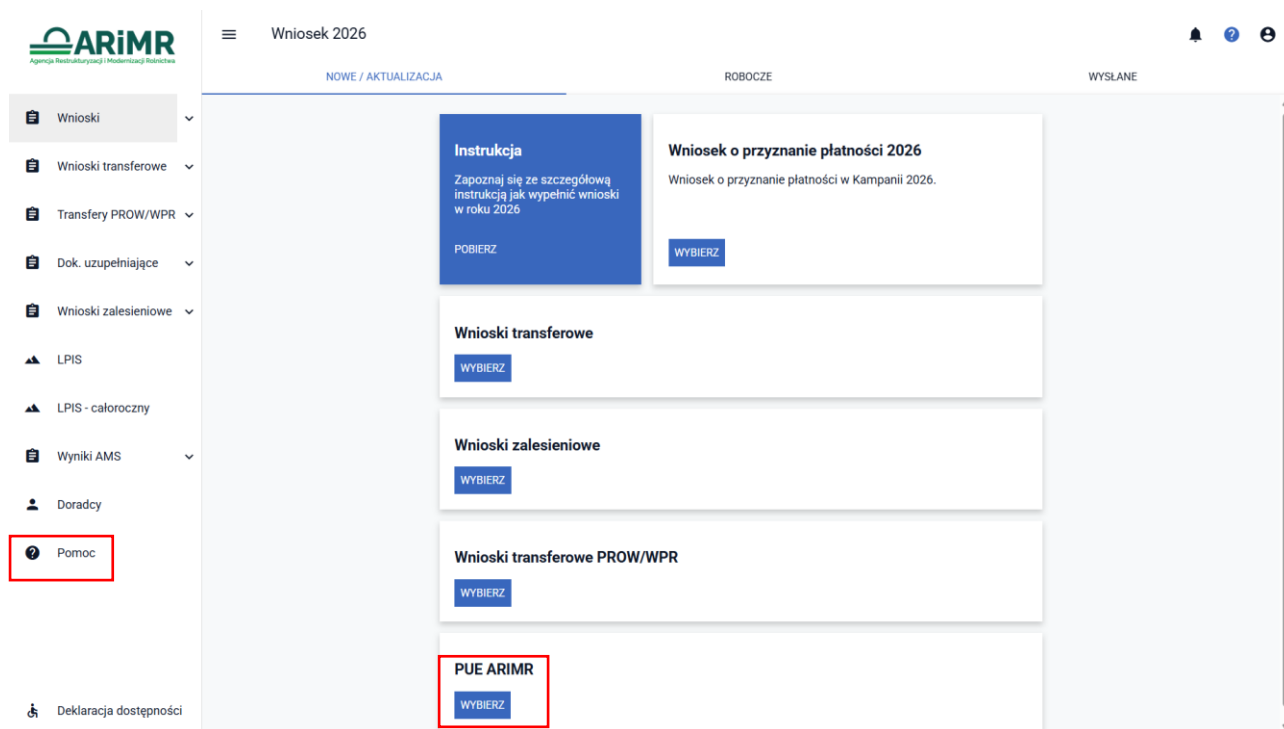 ARiMR
Agencja Restrukturyzacji i Modernizacji Rolnictwa
Wniosek 2026
NOWE / AKTUALIZACJA
ROBOCZE
WYSŁANE
Wnioski
Wnioski transferowe
Transfery PROW/WPR
Dok. uzupełniające
Wnioski zalesieniowe
LPIS
LPIS - całoroczny
Wyniki AMS
Doradcy
Pomoc
Deklaracja dostępności
Instrukcja
Zapoznaj się ze szczegółową
instrukcją jak wypełnić wnioski
w roku 2026
POBIERZ
Wniosek o przyznanie płatności 2026
Wniosek o przyznanie płatności w Kampanii 2026.
WYBIERZ
Wnioski transferowe
WYBIERZ
Wnioski zalesieniowe
WYBIERZ
Wnioski transferowe PROW/WPR
WYBIERZ
PUE ARIMR
WYBIERZ